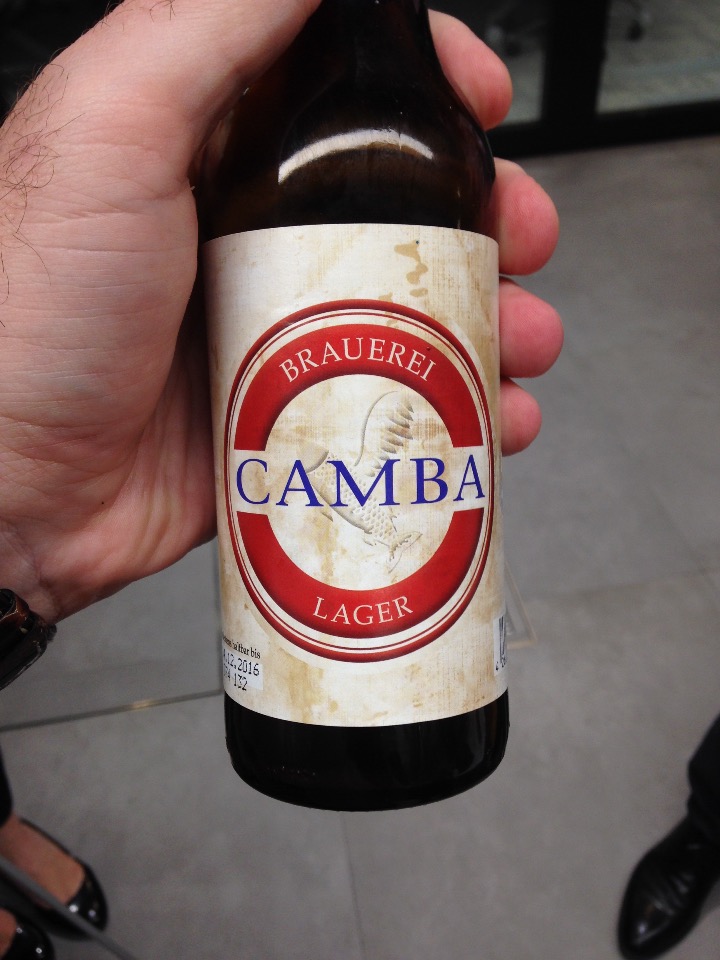 BRAUEREI
CAMBA
LAGER
haltbar bis
.12.2016
132